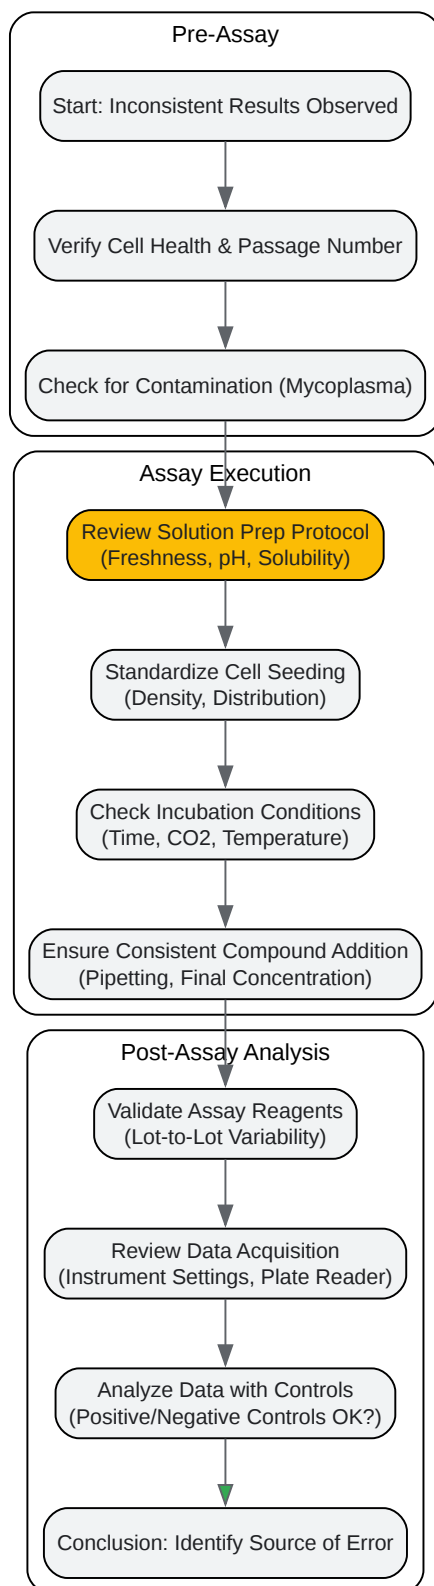 Pre-Assay
Start: Inconsistent Results Observed
Verify Cell Health & Passage Number
Check for Contamination (Mycoplasma)
Assay Execution
Review Solution Prep Protocol
(Freshness, pH, Solubility)
Standardize Cell Seeding
(Density, Distribution)
Check Incubation Conditions
(Time, CO2, Temperature)
Ensure Consistent Compound Addition
(Pipetting, Final Concentration)
Post-Assay Analysis
Validate Assay Reagents
(Lot-to-Lot Variability)
Review Data Acquisition
(Instrument Settings, Plate Reader)
Analyze Data with Controls
(Positive/Negative Controls OK?)
Conclusion: Identify Source of Error